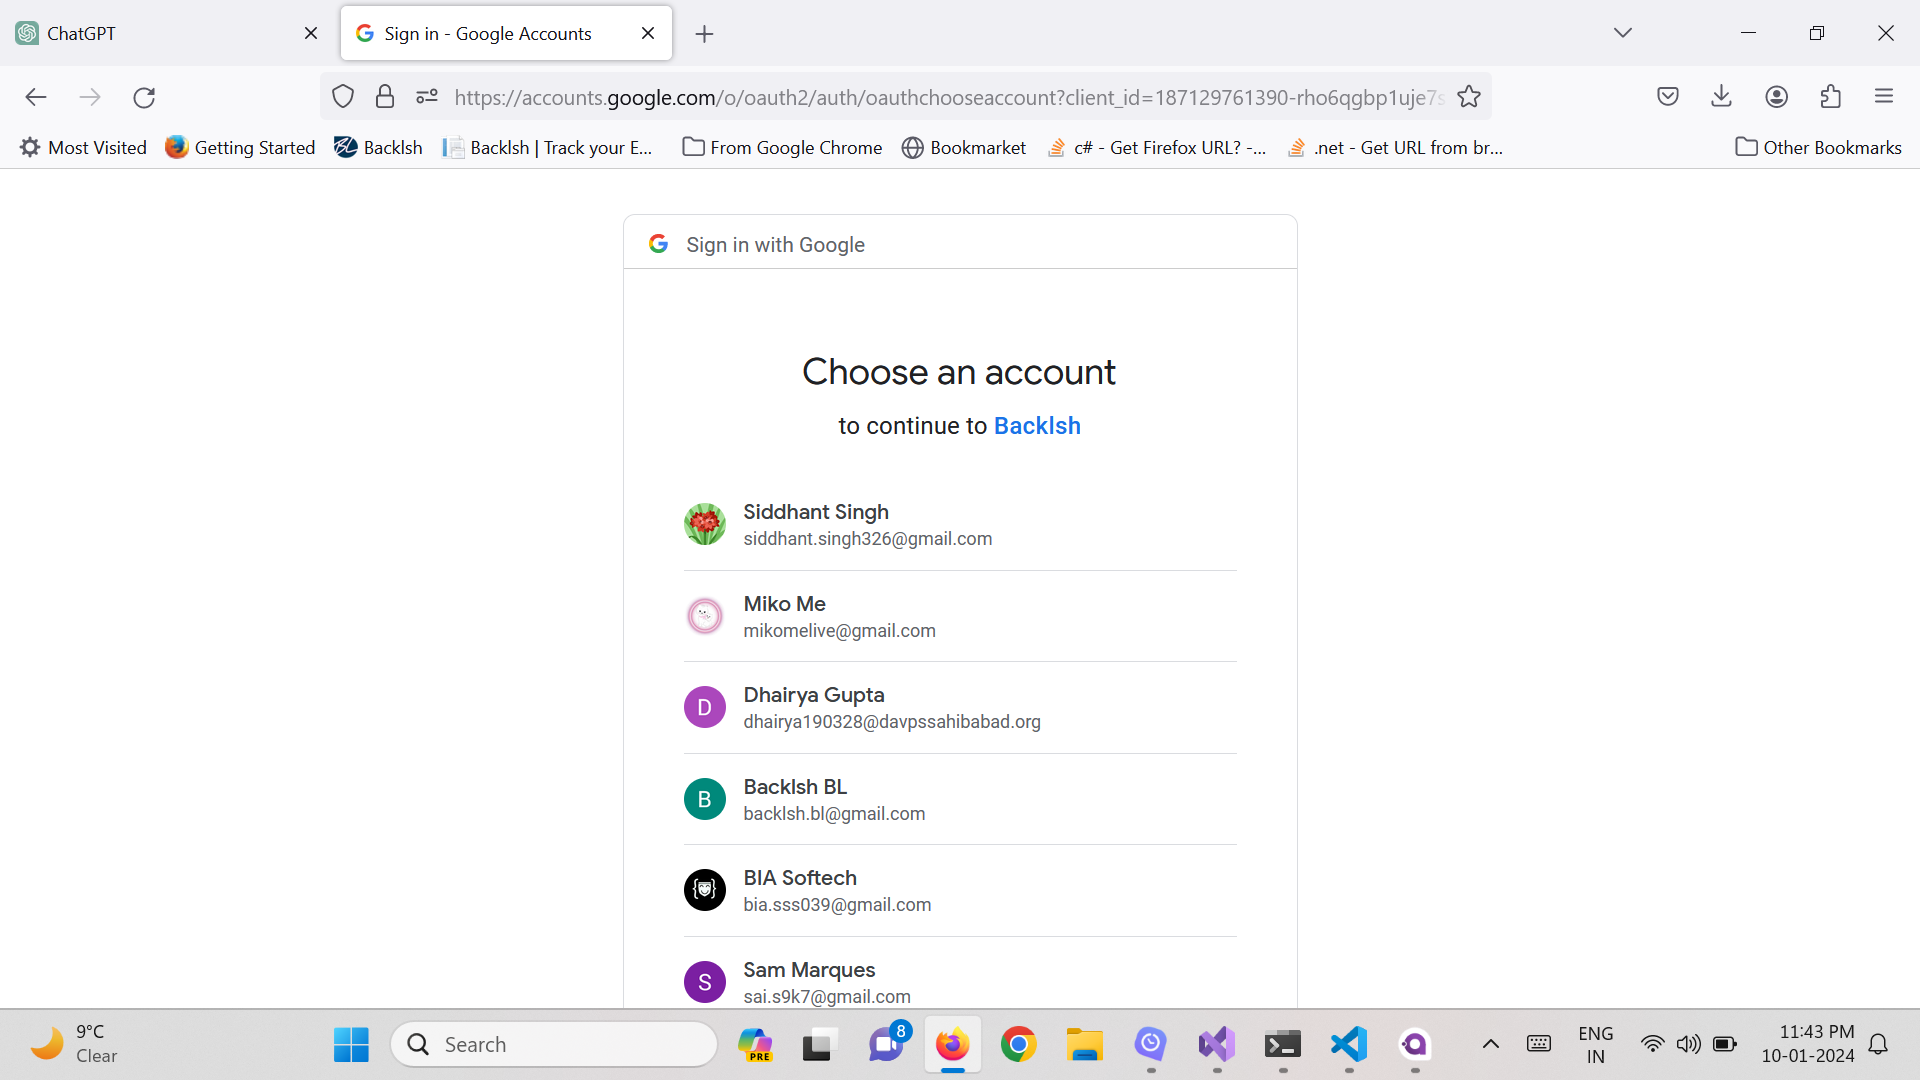 ChatGPT
Sign in - Google Accounts
https://accounts.google.com/o/oauth2/auth/oauthchooseaccount?client_id=187129761390-rho6qgbp1uje7s
Most Visited
Getting Started
Backlsh
Backlsh | Track your E...
From Google Chrome
Bookmarket
c# - Get Firefox URL? -...
.net - Get URL from br...
Other Bookmarks
Sign in with Google
Choose an account
to continue to Backlsh
Siddhant Singh
siddhant.singh326@gmail.com
Miko Me
mikomelive@gmail.com
D
Dhairya Gupta
dhairya190328@davpssahibabad.org
B
Backlsh BL
backlsh.bl@gmail.com
BIA Softech
bia.sss039@gmail.com
S
Sam Marques
sai.s9k7@gmail.com
9°C
Clear
Search
PRE
8
ENG
IN
11:43 PM
10-01-2024